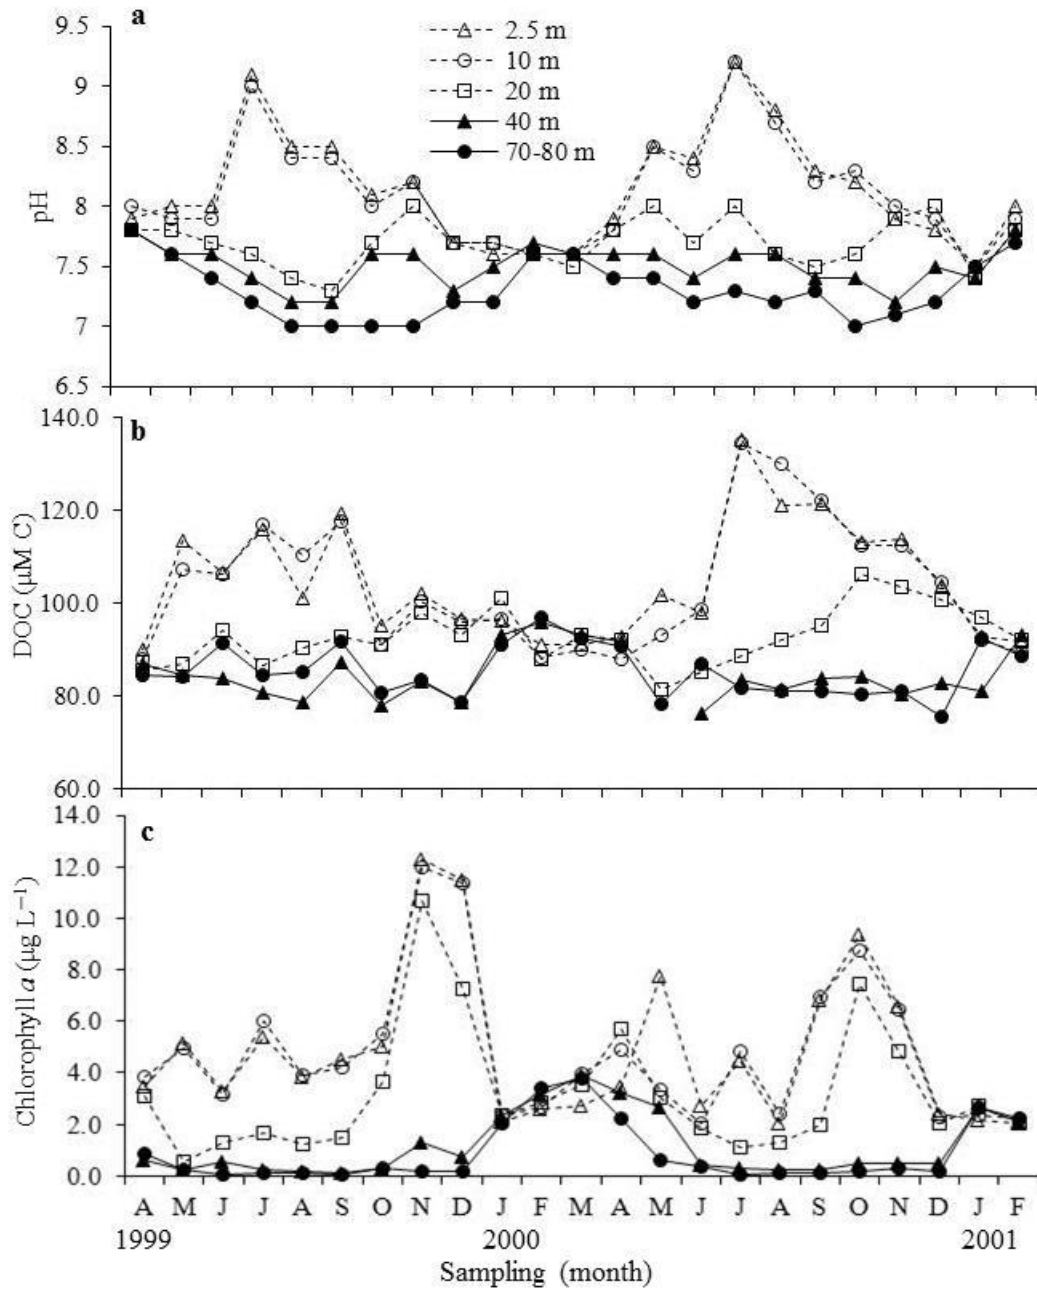 a
2.5 m
10 m
20 m
40 m
70-80 m
9.5
9
8.5
8
7.5
7
6.5
pH
b
140.0
120.0
100.0
80.0
60.0
DOC (μM C)
c
14.0
12.0
10.0
8.0
6.0
4.0
2.0
0.0
Chlorophyll a (μg L⁻¹)
A M J J A S O N D J F M A M J J A S O N D J F
1999 2000 2001
Sampling (month)